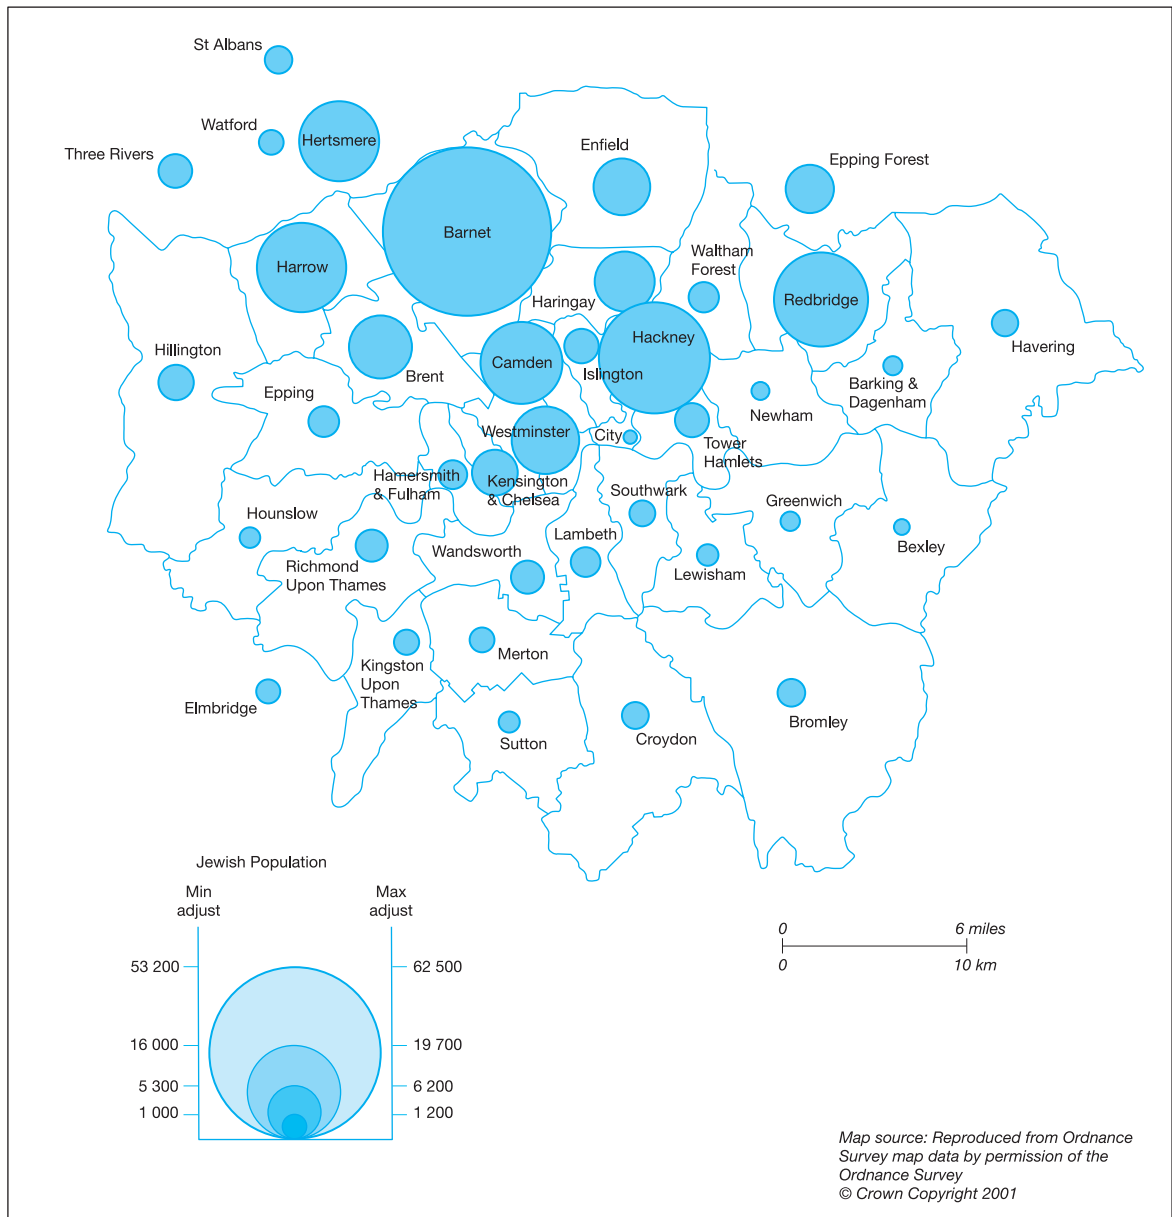 St Albans
Watford
Hertsmere
Three Rivers
Enfield
Epping Forest
Barnet
Harrow
Waltham
Forest
Haringay
Redbridge
Hackney
Hillington
Brent
Camden
Islington
Havering
Epping
Barking &
Dagenham
Newham
Westminster
City
Tower
Hamlets
Hamersmith
& Fulham
Kensington
& Chelsea
Southwark
Greenwich
Hounslow
Lambeth
Bexley
Richmond
Upon Thames
Wandsworth
Lewisham
Merton
Kingston
Upon
Thames
Elmbridge
Sutton
Croydon
Bromley
Jewish Population
Min
adjust
Max
adjust
53 200
62 500
16 000
19 700
5 300
6 200
1 000
1 200
0
6 miles
0
10 km
Map source: Reproduced from Ordnance
Survey map data by permission of the
Ordnance Survey
© Crown Copyright 2001